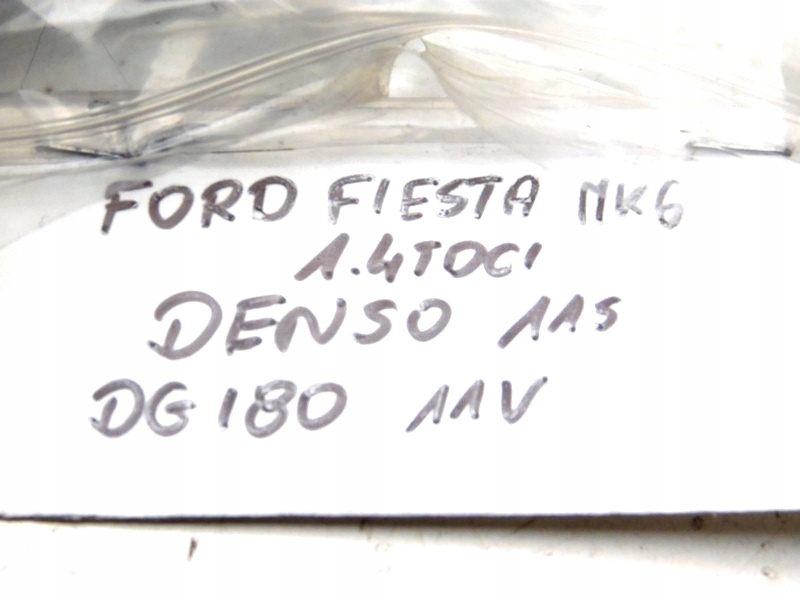 FORD FIESTA MK6
1.4TDCI
DENSO 11S
DG180 11V